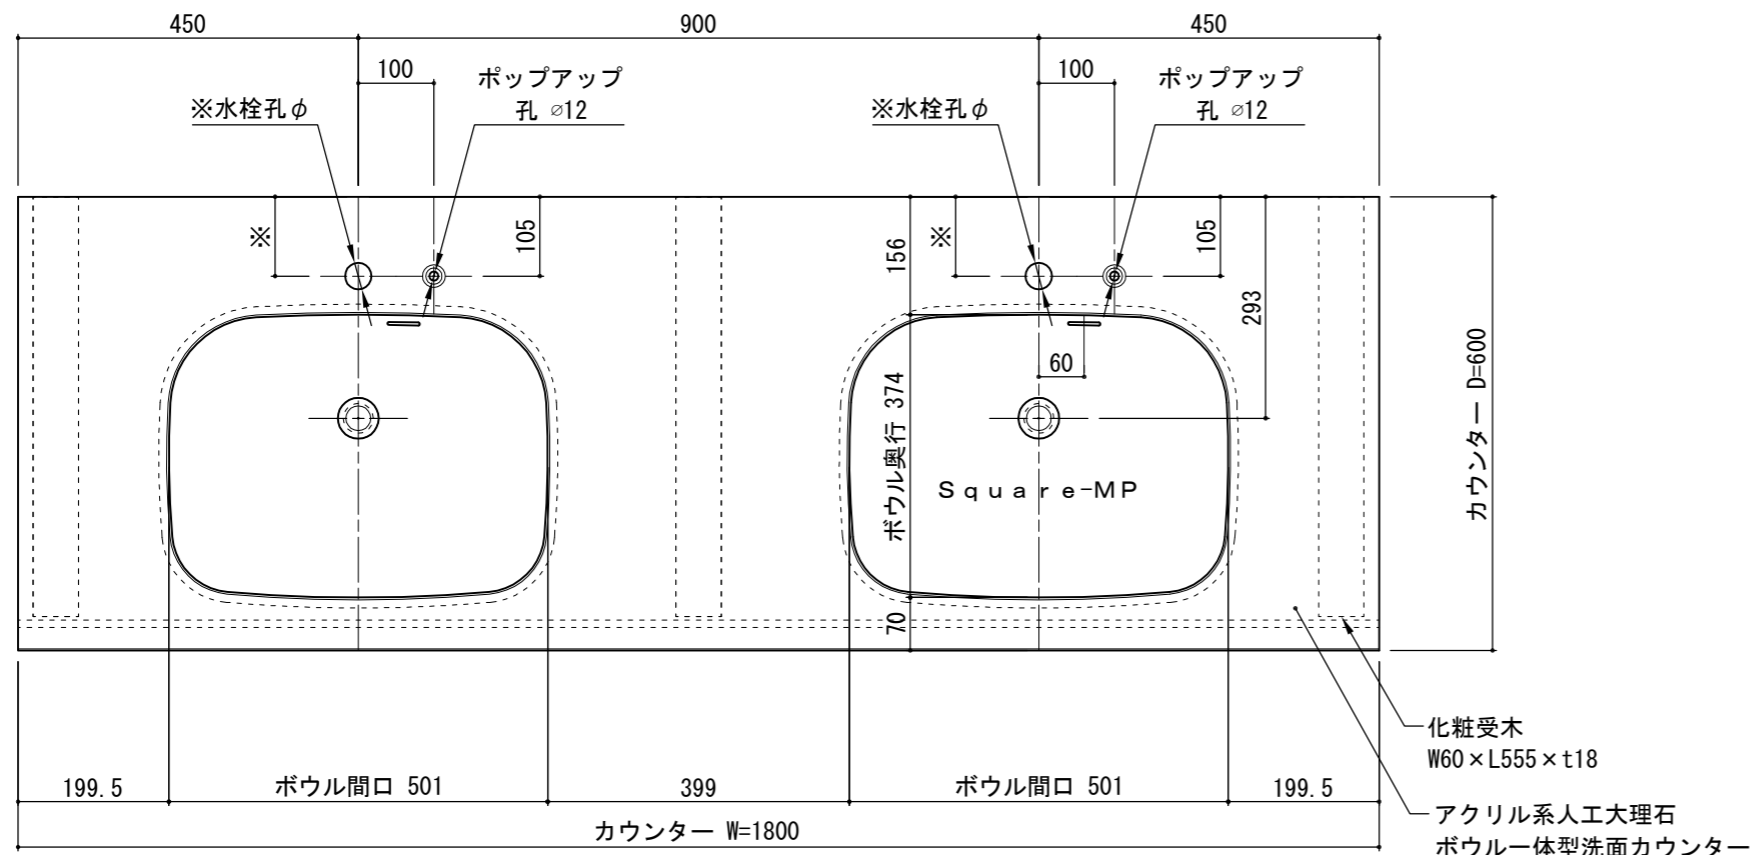 450
900
450
100
ポップアップ
孔 ⌀12
※水栓孔φ
100
ポップアップ
孔 ⌀12
※水栓孔φ
※
105
156
※
105
293
60
ボウル奥行 374
Square-MP
70
カウンター D=600
化粧受木
W60×L555×t18
199.5
ボウル間口 501
399
ボウル間口 501
199.5
カウンター W=1800
アクリル系人工大理石
ボウル一体型洗面カウンター